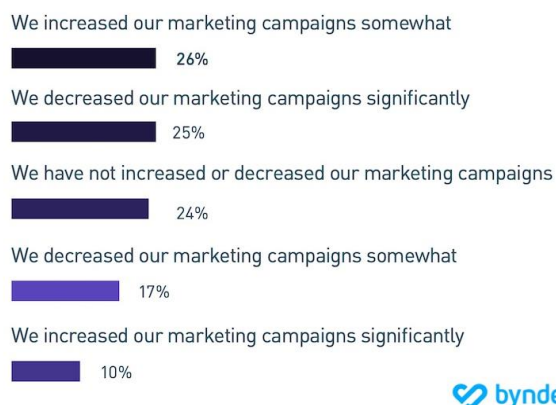 We increased our marketing campaigns somewhat
26%
We decreased our marketing campaigns significantly
25%
We have not increased or decreased our marketing campaigns
24%
We decreased our marketing campaigns somewhat
17%
We increased our marketing campaigns significantly
10%
bynde